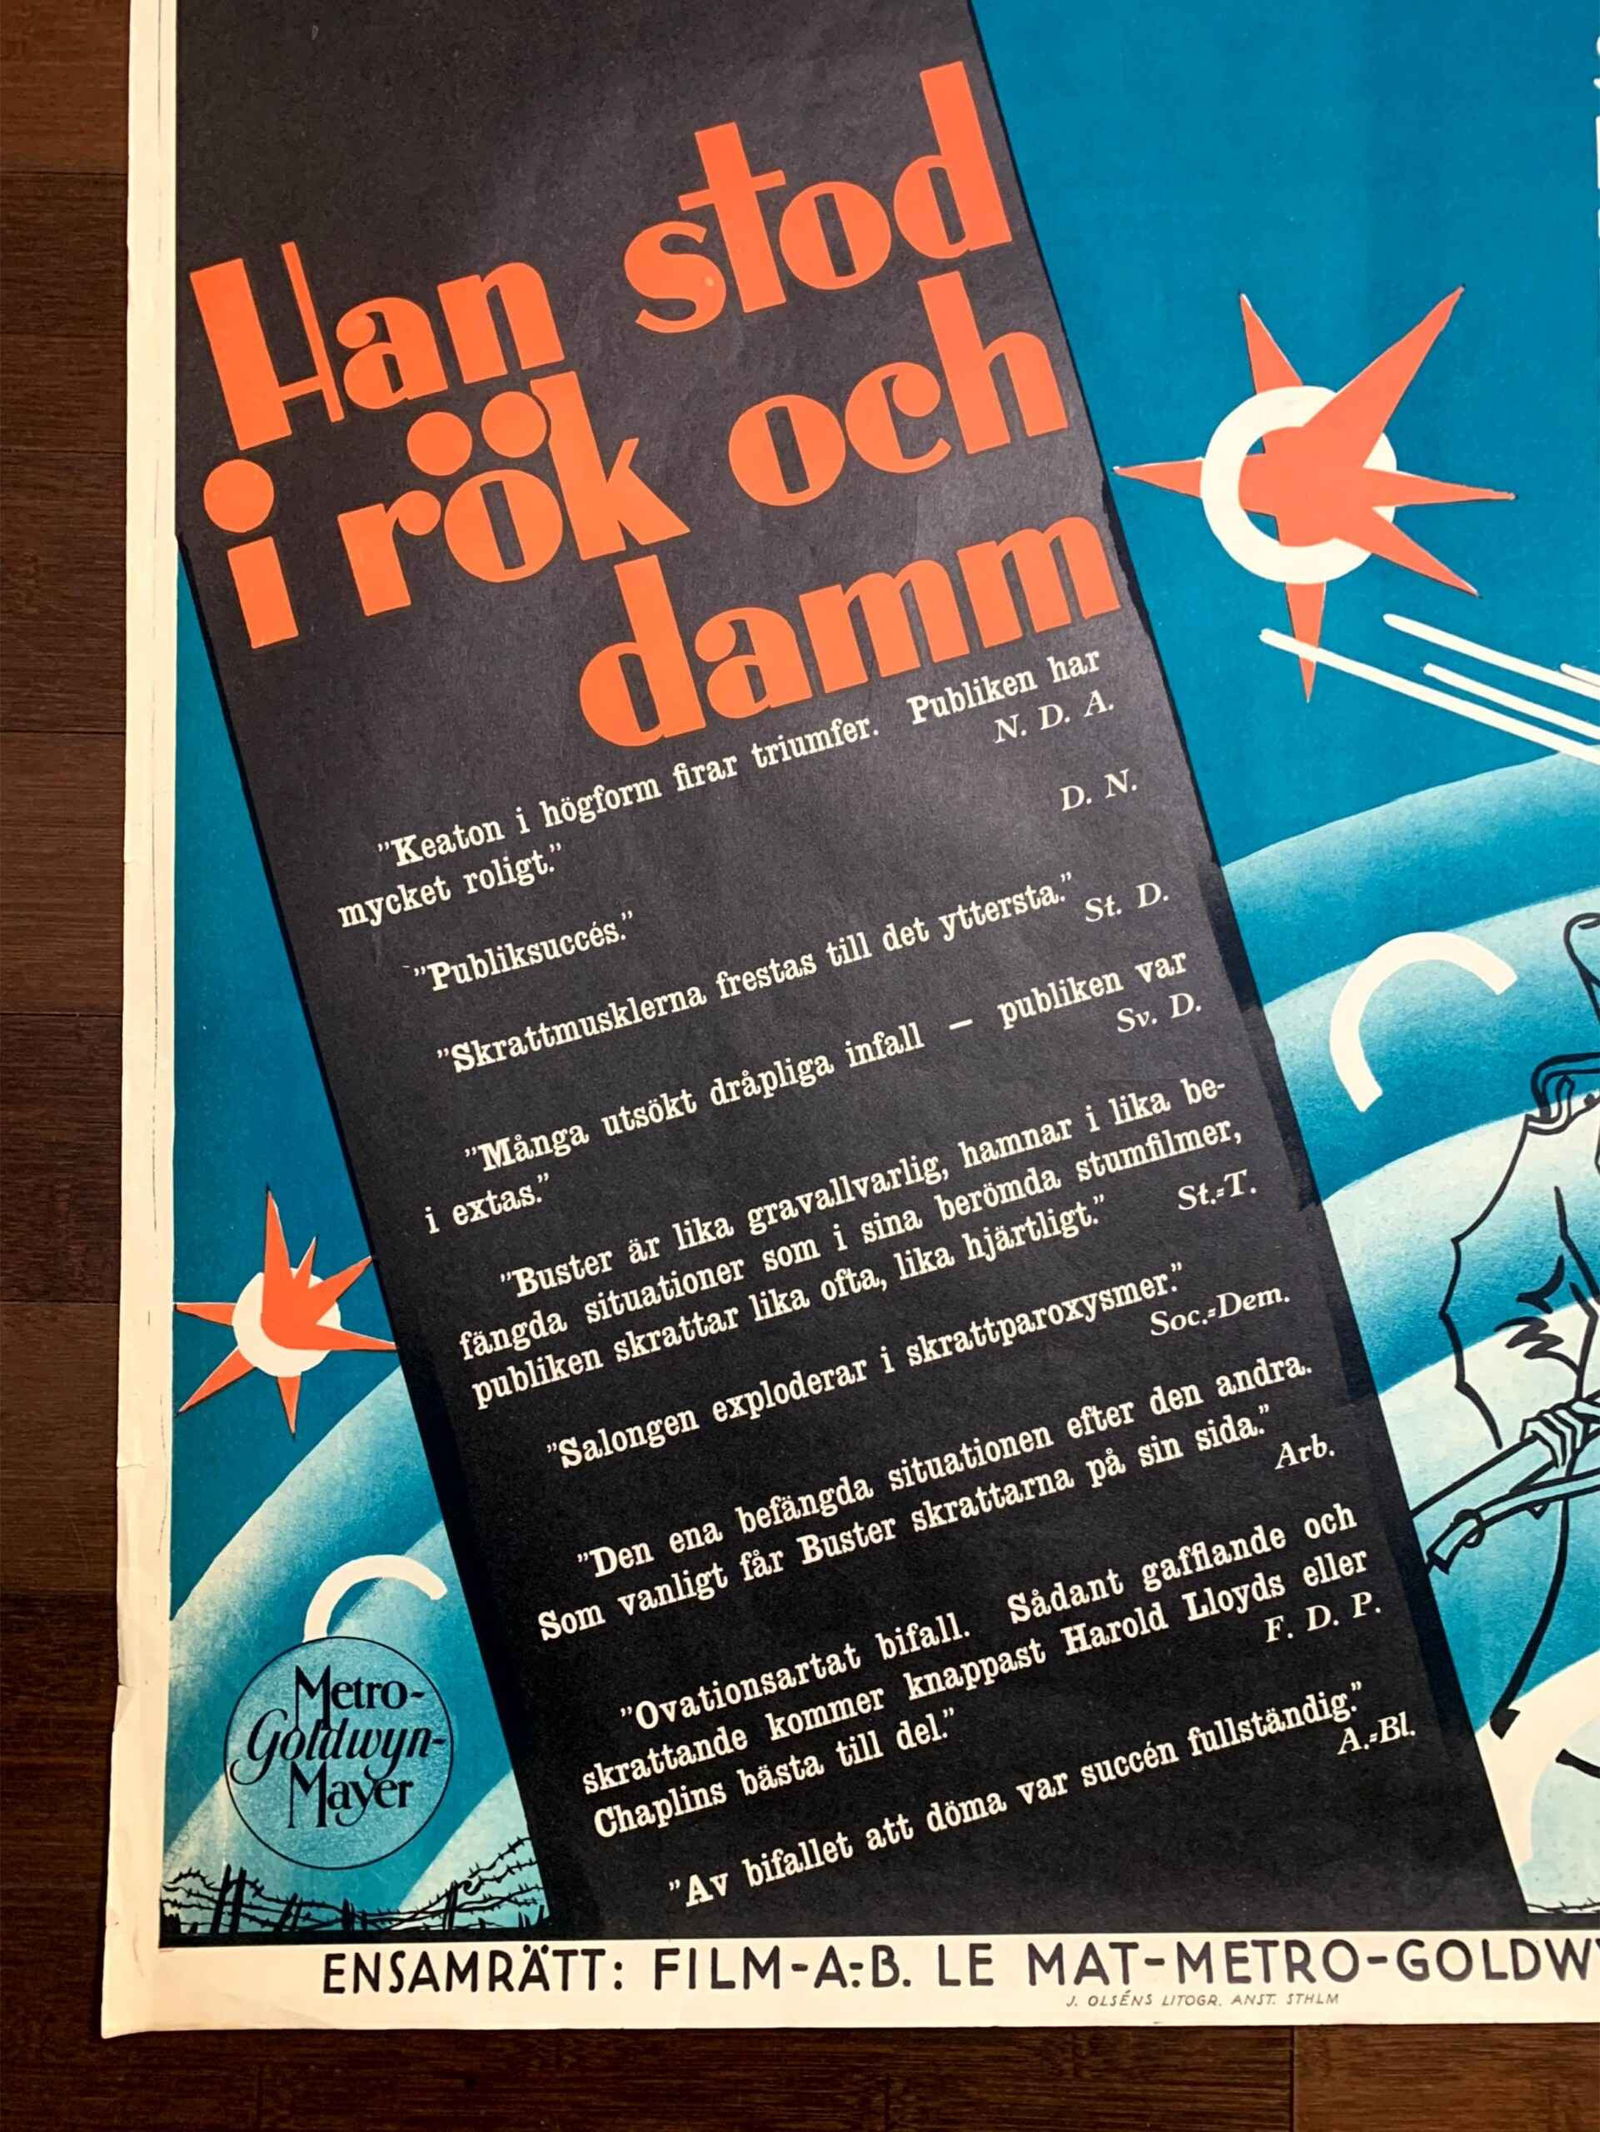 Han stod
i rök och
damm
"Keaton i högform firar triumfer. Publiken har
mycket roligt."
N. D. A.
"Publiksuccés."
D. N.
"Skrattmusklerna frestas till det yttersta."
St. D.
"Många utsökt dråpliga infall — publiken var
i extas."
Sv. D.
"Buster är lika gravallvarlig, hamnar i lika be-
fängda situationer som i sina berömda stumfilmer,
publiken skrattar lika ofta, lika hjärtligt."
St.=T.
"Salongen exploderar i skrattparoxysmer."
Soc.=Dem.
"Den ena befängda situationen efter den andra.
Som vanligt får Buster skrattarna på sin sida."
Arb.
"Ovationsartat bifall. Sådant gafflande och
skrattande kommer knappast Harold Lloyds eller
Chaplins bästa till del."
F. D. P.
"Av bifallet att döma var succén fullständig."
A.=Bl.
Metro-
Goldwyn-
Mayer
ENSAMRÄTT: FILM-A.-B. LE MAT-METRO-GOLDW
J. OLSÉNS LITOGR. ANST. STHLM